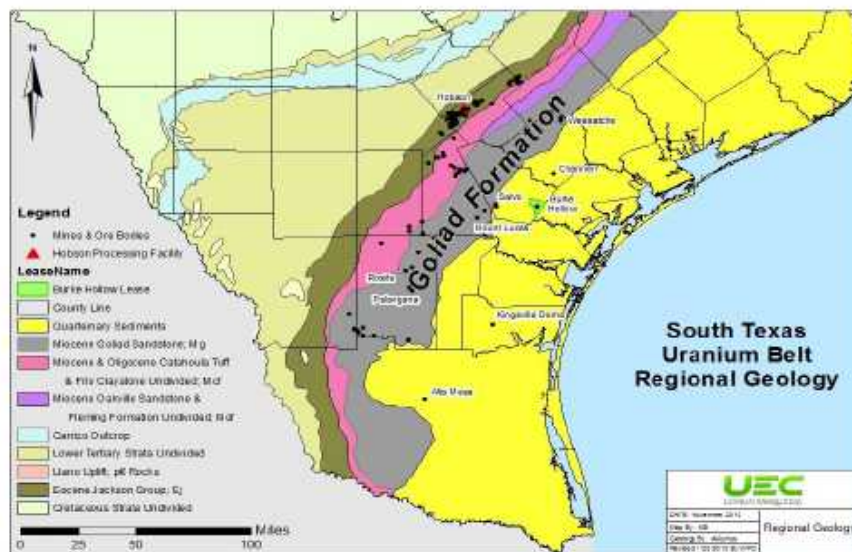 N
Hobson
Goliad Formation
Weesatche
Channen
Salvo
Burke
Hollow
Mount Lucas
Rosita
Palangana
Kingsville Dome
Alta Mesa
Legend
Mines & Ore Bodies
Hobson Processing Facility
LeaseName
Burke Hollow Lease
County Line
Quaternary Sediments
Miocene Goliad Sandstone; Mg
Miocene & Oligocene Catahoula Tuff
& Frio Claystone Undivided; Mcf
Miocene Oakville Sandstone &
Fleming Formation Undivided; Mof
Carrizo Outcrop
Lower Tertiary Strata Undivided
Llano Uplift; pE Rocks
Eocene Jackson Group; Ej
Cretaceous Strata Undivided
0
50
100
Miles
South Texas
Uranium Belt
Regional Geology
UEC
Regional Geology